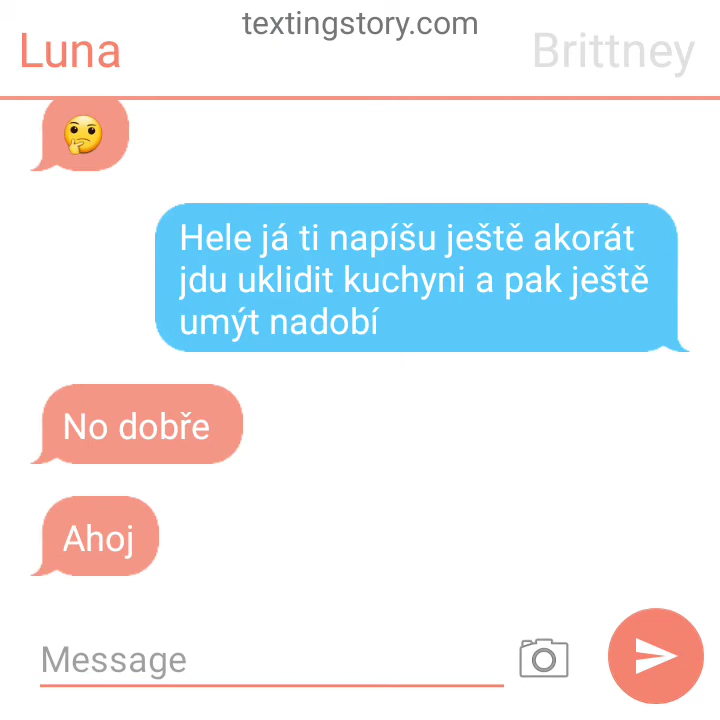 textingstory.com
Luna
Brittney
Hele já ti napíšu ještě akorát
jdu uklidit kuchyni a pak ještě
umýt nadobí
No dobře
Ahoj
Message